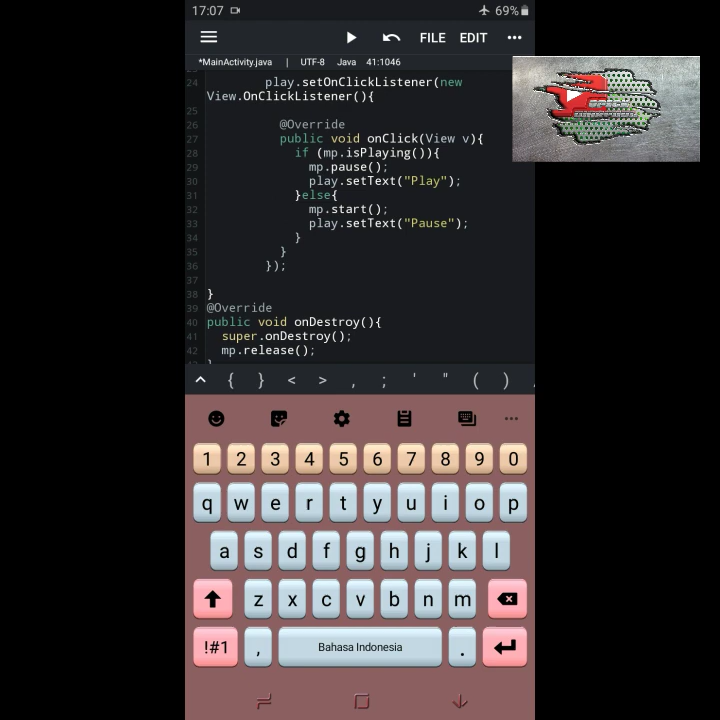 17:07 69%
FILE EDIT
*MainActivity.java | UTF-8 Java 41:1046
24 play.setOnClickListener(new
View.OnClickListener(){
25
26 @Override
27 public void onClick(View v){
28 if (mp.isPlaying()){
29 mp.pause();
30 play.setText("Play");
31 }else{
32 mp.start();
33 play.setText("Pause");
34 }
35 }
36 });
37
38 }
39 @Override
40 public void onDestroy(){
41 super.onDestroy();
42 mp.release();
{ } < > , ; ' " ( )
1 2 3 4 5 6 7 8 9 0
q w e r t y u i o p
a s d f g h j k l
z x c v b n m
!#1 , Bahasa Indonesia .